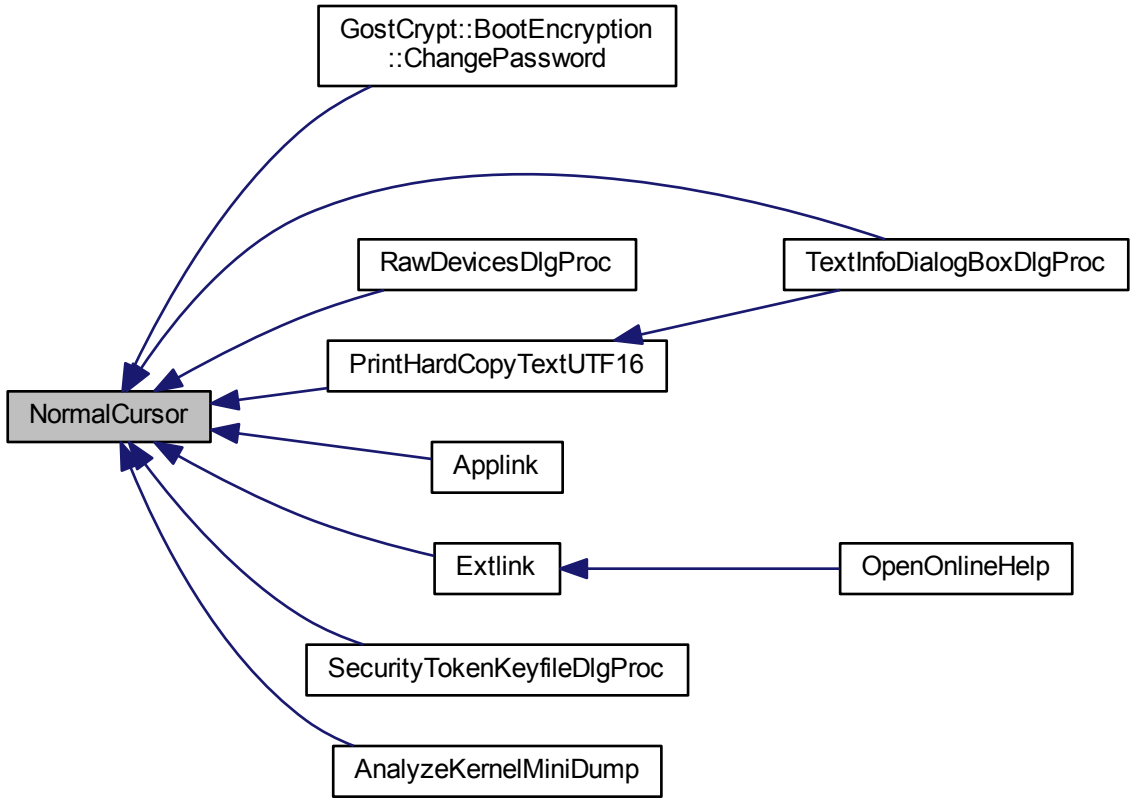 GostCrypt::BootEncryption
::ChangePassword
RawDevicesDlgProc
TextInfoDialogBoxDlgProc
PrintHardCopyTextUTF16
NormalCursor
Applink
Extlink
OpenOnlineHelp
SecurityTokenKeyfileDlgProc
AnalyzeKernelMiniDump